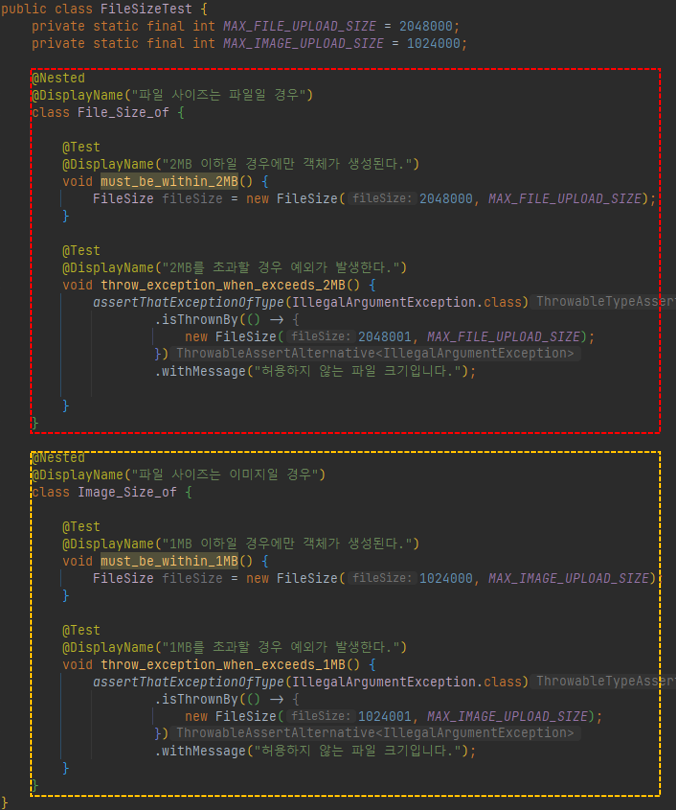 public class FileSizeTest {
    private static final int MAX_FILE_UPLOAD_SIZE = 2048000;
    private static final int MAX_IMAGE_UPLOAD_SIZE = 1024000;

    @Nested
    @DisplayName("파일 사이즈는 파일일 경우")
    class File_Size_of {

        @Test
        @DisplayName("2MB 이하일 경우에만 객체가 생성된다.")
        void must_be_within_2MB() {
            FileSize fileSize = new FileSize( fileSize: 2048000, MAX_FILE_UPLOAD_SIZE);
        }

        @Test
        @DisplayName("2MB를 초과할 경우 예외가 발생한다.")
        void throw_exception_when_exceeds_2MB() {
            assertThatExceptionOfType(IllegalArgumentException.class) ThrowableTypeAssert
                    .isThrownBy(() -> {
                        new FileSize( fileSize: 2048001, MAX_FILE_UPLOAD_SIZE);
                    }) ThrowableAssertAlternative<IllegalArgumentException>
                    .withMessage("허용하지 않는 파일 크기입니다.");

        }
    }

    @Nested
    @DisplayName("파일 사이즈는 이미지일 경우")
    class Image_Size_of {

        @Test
        @DisplayName("1MB 이하일 경우에만 객체가 생성된다.")
        void must_be_within_1MB() {
            FileSize fileSize = new FileSize( fileSize: 1024000, MAX_IMAGE_UPLOAD_SIZE)
        }

        @Test
        @DisplayName("1MB를 초과할 경우 예외가 발생한다.")
        void throw_exception_when_exceeds_1MB() {
            assertThatExceptionOfType(IllegalArgumentException.class) ThrowableTypeAssert
                    .isThrownBy(() -> {
                        new FileSize( fileSize: 1024001, MAX_IMAGE_UPLOAD_SIZE);
                    }) ThrowableAssertAlternative<IllegalArgumentException>
                    .withMessage("허용하지 않는 파일 크기입니다.");
        }
    }
}